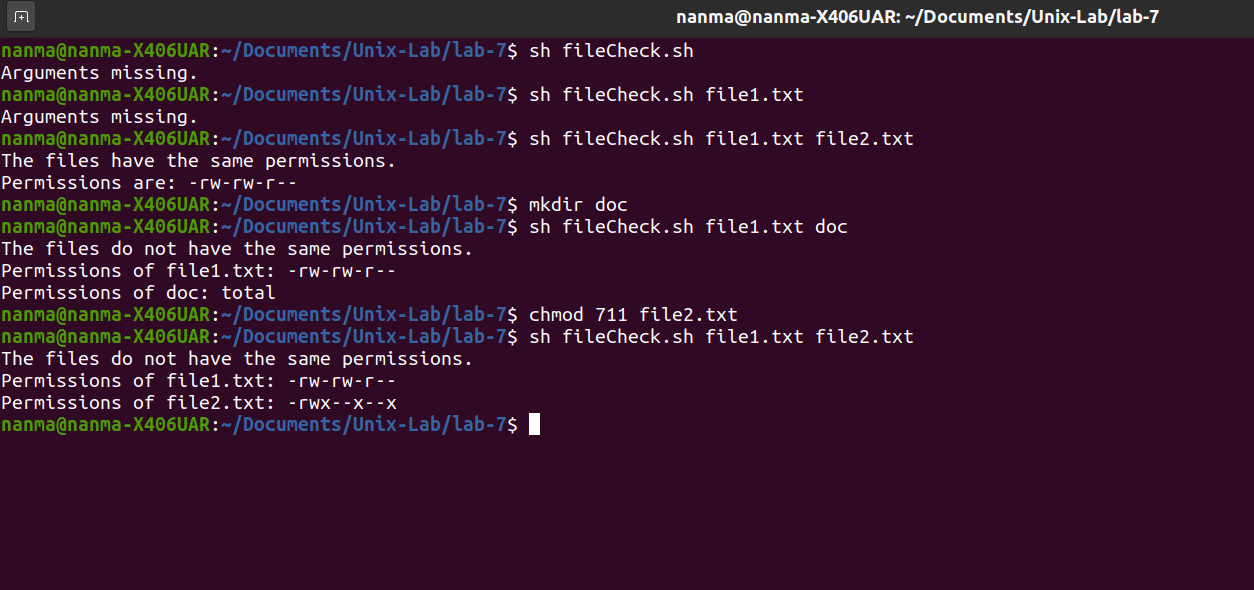 nanma@nanma-X406UAR: ~/Documents/Unix-Lab/lab-7
nanma@nanma-X406UAR:~/Documents/Unix-Lab/lab-7$ sh fileCheck.sh
Arguments missing.
nanma@nanma-X406UAR:~/Documents/Unix-Lab/lab-7$ sh fileCheck.sh file1.txt
Arguments missing.
nanma@nanma-X406UAR:~/Documents/Unix-Lab/lab-7$ sh fileCheck.sh file1.txt file2.txt
The files have the same permissions.
Permissions are: -rw-rw-r--
nanma@nanma-X406UAR:~/Documents/Unix-Lab/lab-7$ mkdir doc
nanma@nanma-X406UAR:~/Documents/Unix-Lab/lab-7$ sh fileCheck.sh file1.txt doc
The files do not have the same permissions.
Permissions of file1.txt: -rw-rw-r--
Permissions of doc: total
nanma@nanma-X406UAR:~/Documents/Unix-Lab/lab-7$ chmod 711 file2.txt
nanma@nanma-X406UAR:~/Documents/Unix-Lab/lab-7$ sh fileCheck.sh file1.txt file2.txt
The files do not have the same permissions.
Permissions of file1.txt: -rw-rw-r--
Permissions of file2.txt: -rwx--x--x
nanma@nanma-X406UAR:~/Documents/Unix-Lab/lab-7$